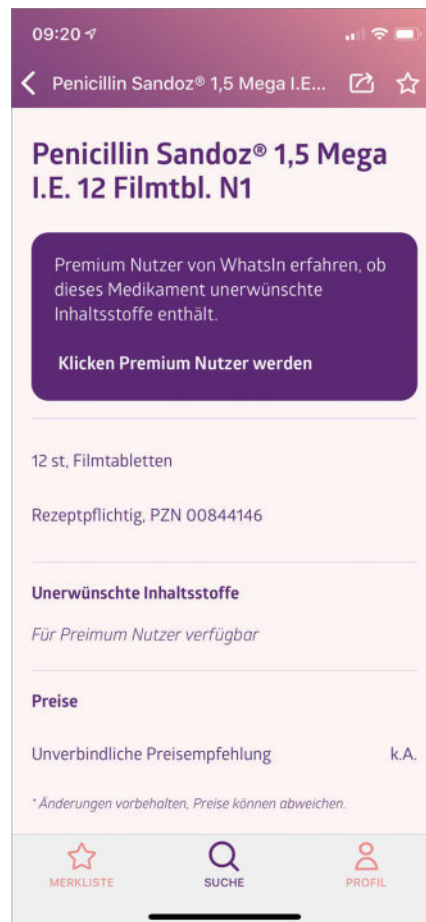 09:20
Penicillin Sandoz® 1,5 Mega I.E...
Penicillin Sandoz® 1,5 Mega
I.E. 12 Filmtbl. N1
Premium Nutzer von WhatsIn erfahren, ob
dieses Medikament unerwünschte
Inhaltsstoffe enthält.
Klicken Premium Nutzer werden
12 st, Filmtabletten
Rezeptpflichtig, PZN 00844146
Unerwünschte Inhaltsstoffe
Für Preimum Nutzer verfügbar
Preise
Unverbindliche Preisempfehlung k.A.
* Änderungen vorbehalten, Preise können abweichen.
MERKLISTE SUCHE PROFIL